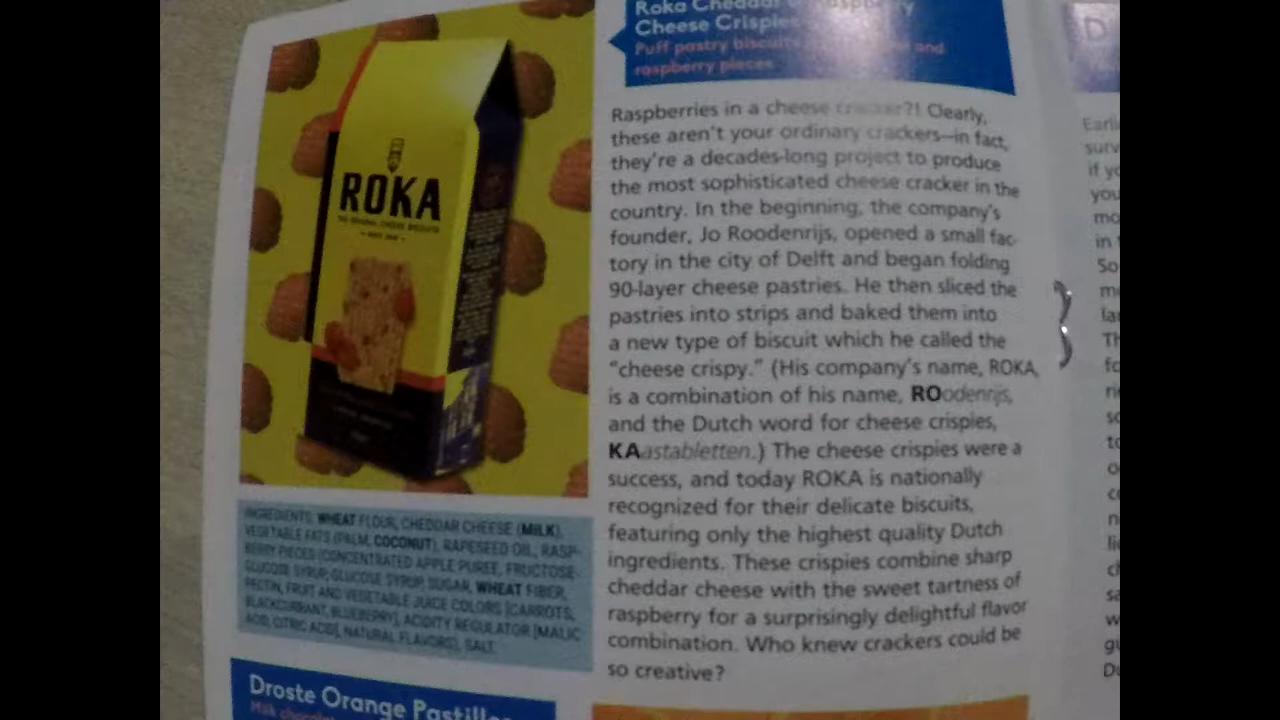 ROKA
THE ORIGINAL CHEESE BISCUITS
INGREDIENTS: WHEAT FLOUR, CHEDDAR CHEESE (MILK),
VEGETABLE FATS (PALM, COCONUT), RAPESEED OIL, RASP-
BERRY PIECES (CONCENTRATED APPLE PUREE, FRUCTOSE-
GLUCOSE SYRUP, GLUCOSE SYRUP, SUGAR, WHEAT FIBER,
PECTIN, FRUIT AND VEGETABLE JUICE COLORS [CARROTS,
BLACKCURRANT, BLUEBERRY], ACIDITY REGULATOR [MALIC
ACID, CITRIC ACID], NATURAL FLAVORS), SALT.
Droste Orange Pastilles
Milk
Roka Cheddar Raspberry
Cheese Crispies
Puff pastry biscuits and
raspberry pieces
Raspberries in a cheese cracker?! Clearly,
these aren't your ordinary crackers—in fact,
they're a decades-long project to produce
the most sophisticated cheese cracker in the
country. In the beginning, the company's
founder, Jo Roodenrijs, opened a small fac-
tory in the city of Delft and began folding
90-layer cheese pastries. He then sliced the
pastries into strips and baked them into
a new type of biscuit which he called the
"cheese crispy." (His company's name, ROKA,
is a combination of his name, ROodenrijs,
and the Dutch word for cheese crispies,
KAastabletten.) The cheese crispies were a
success, and today ROKA is nationally
recognized for their delicate biscuits,
featuring only the highest quality Dutch
ingredients. These crispies combine sharp
cheddar cheese with the sweet tartness of
raspberry for a surprisingly delightful flavor
combination. Who knew crackers could be
so creative?